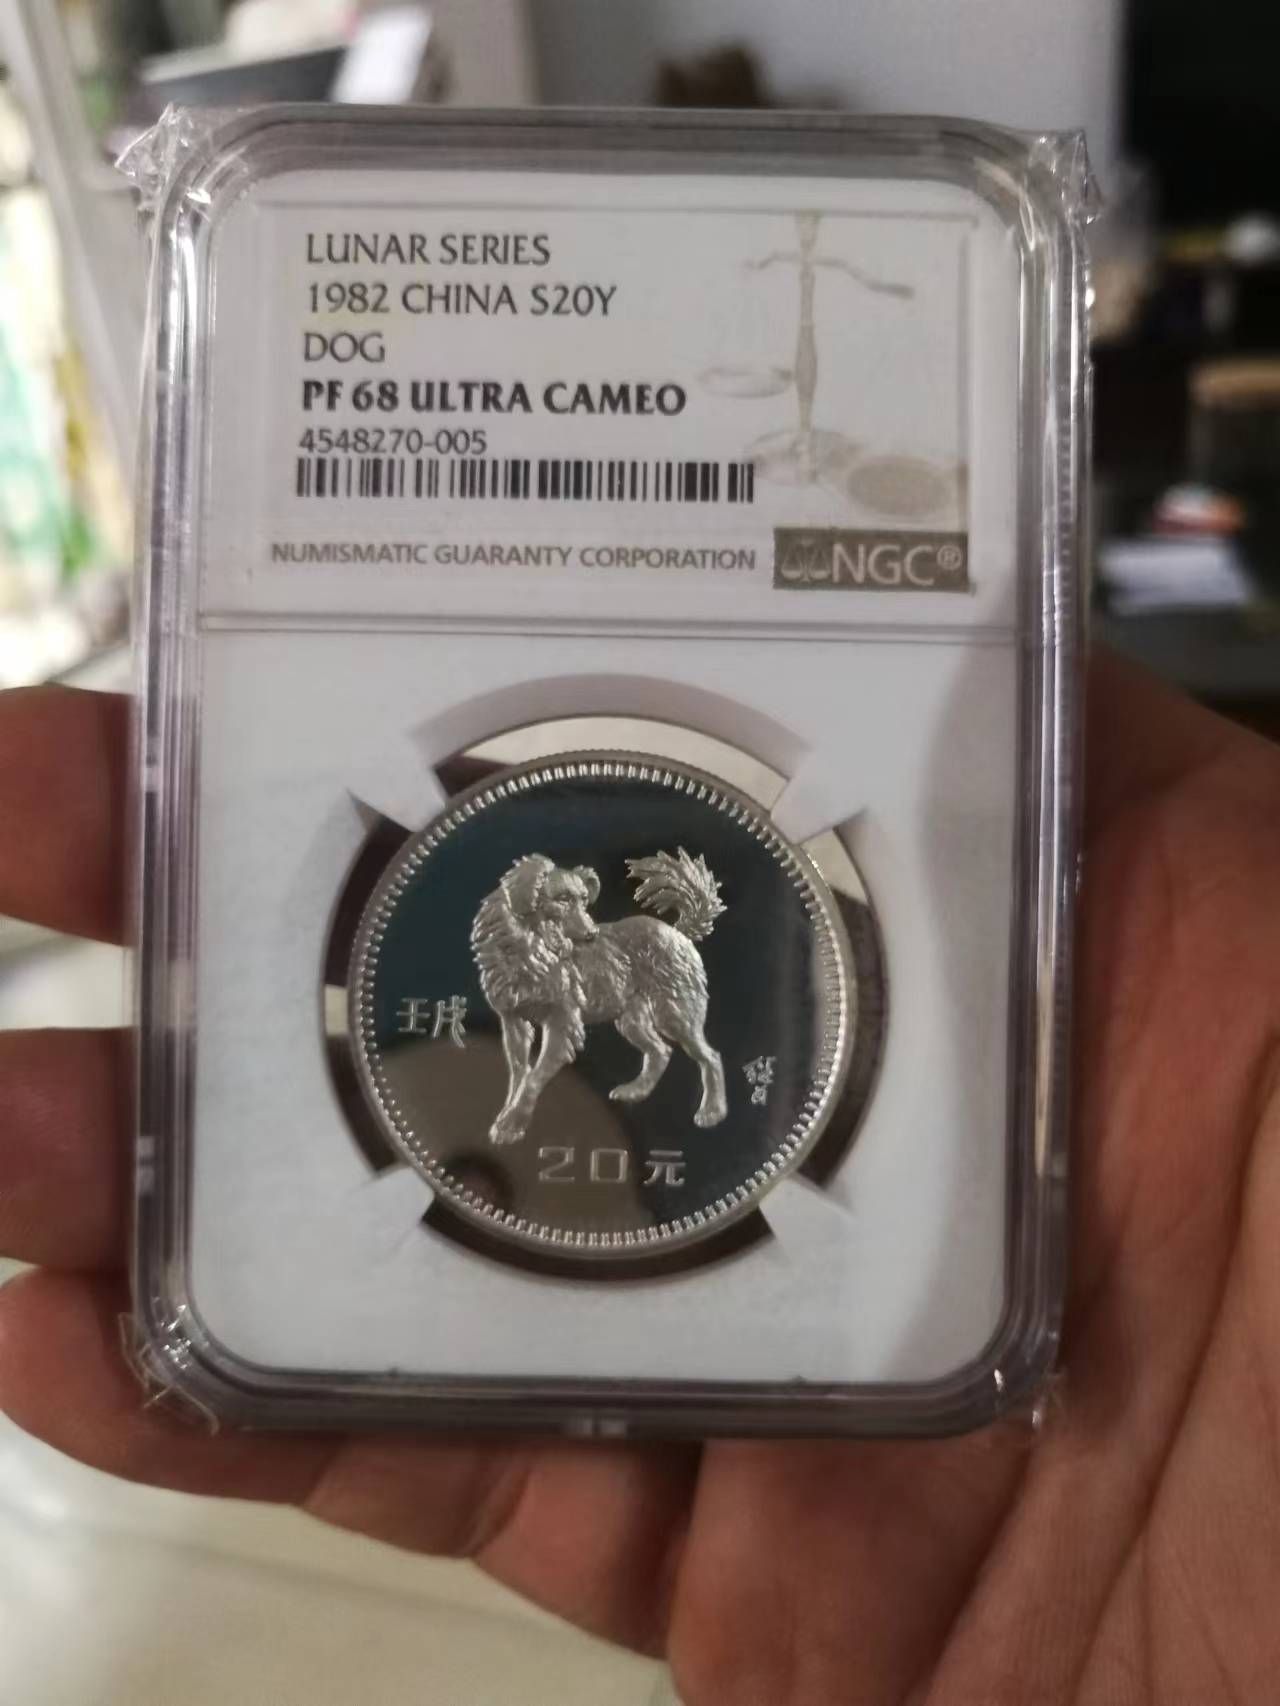 LUNAR SERIES
1982 CHINA S20Y
DOG
PF 68 ULTRA CAMEO
4548270-005
NUMISMATIC GUARANTY CORPORATION NGC®
壬戌
20元